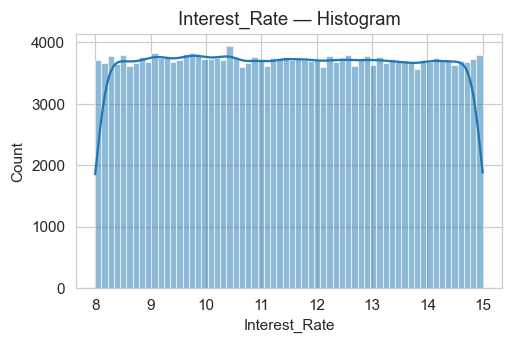 Interest_Rate — Histogram
Count
4000
3000
2000
1000
0
8 9 10 11 12 13 14 15
Interest_Rate